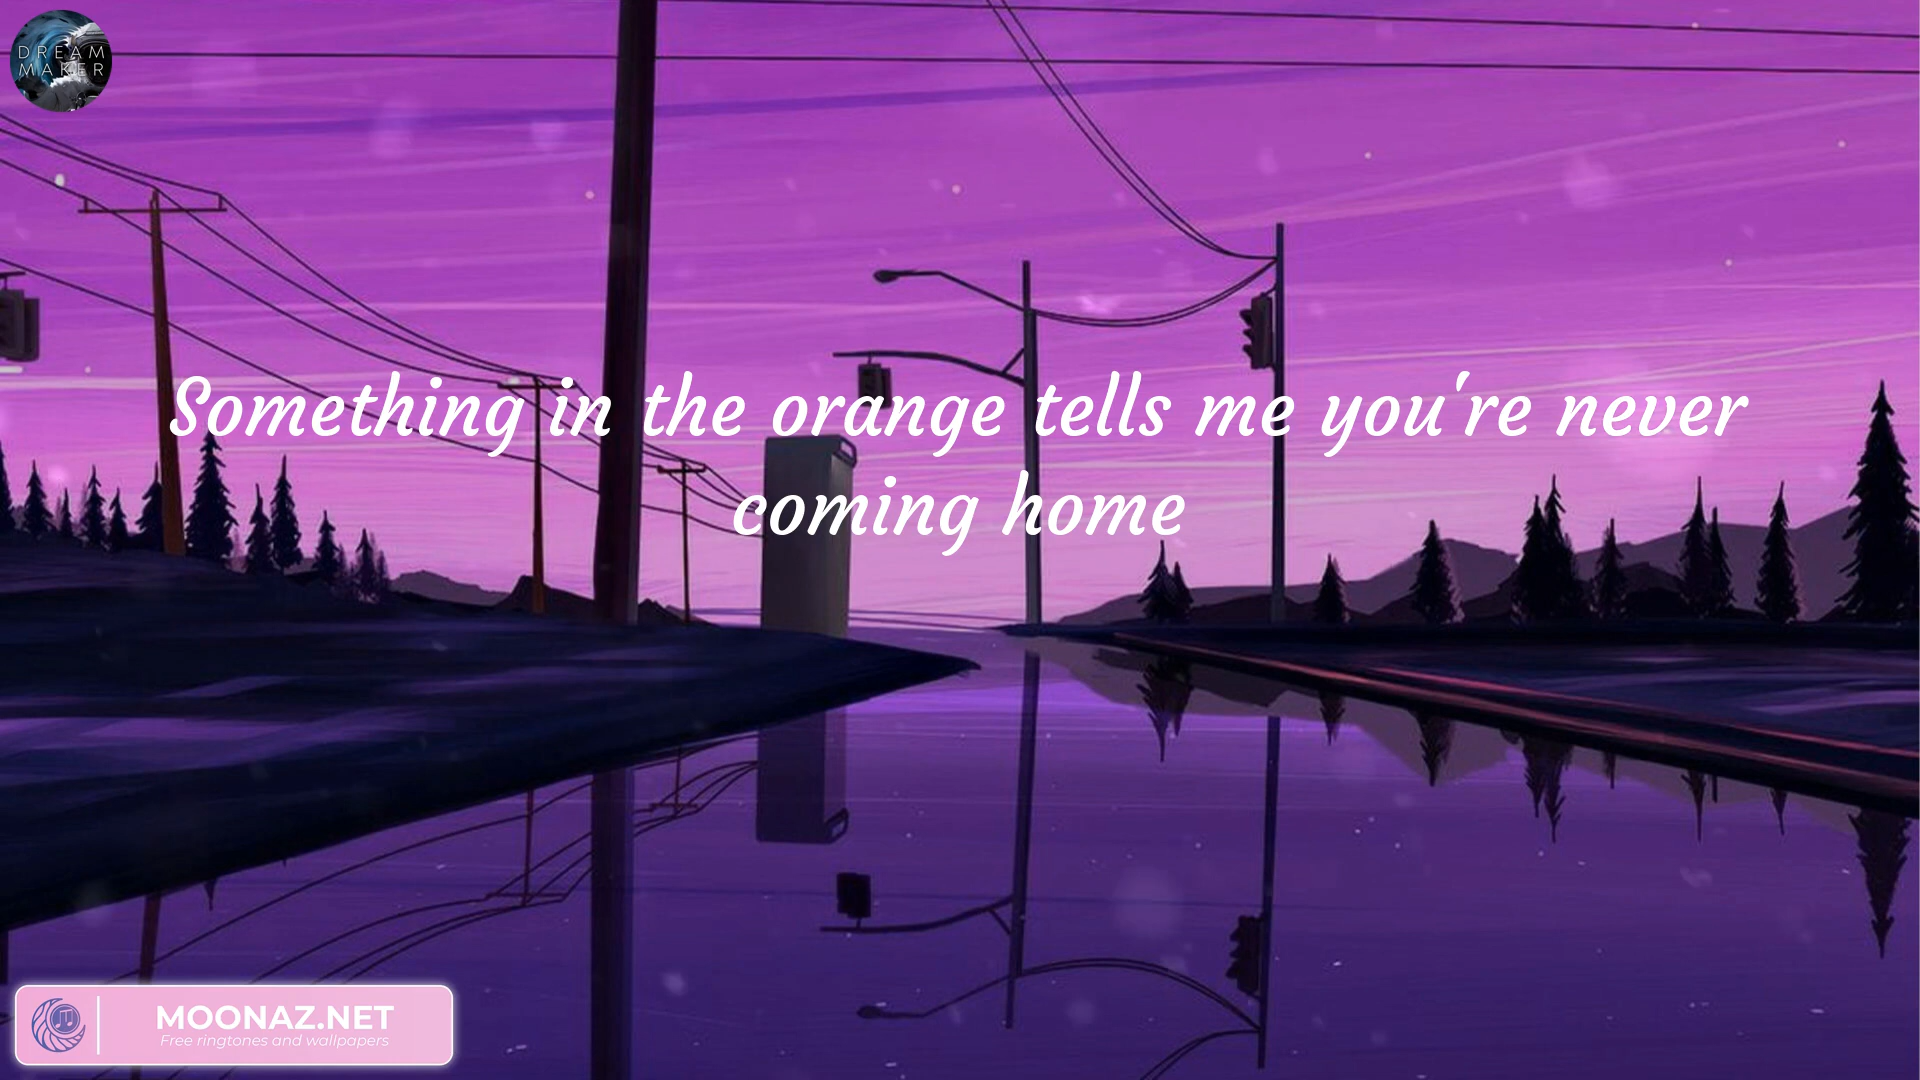 DREAM
MAKER
Something in the orange tells me you're never
coming home
MOONAZ.NET
Free ringtones and wallpapers